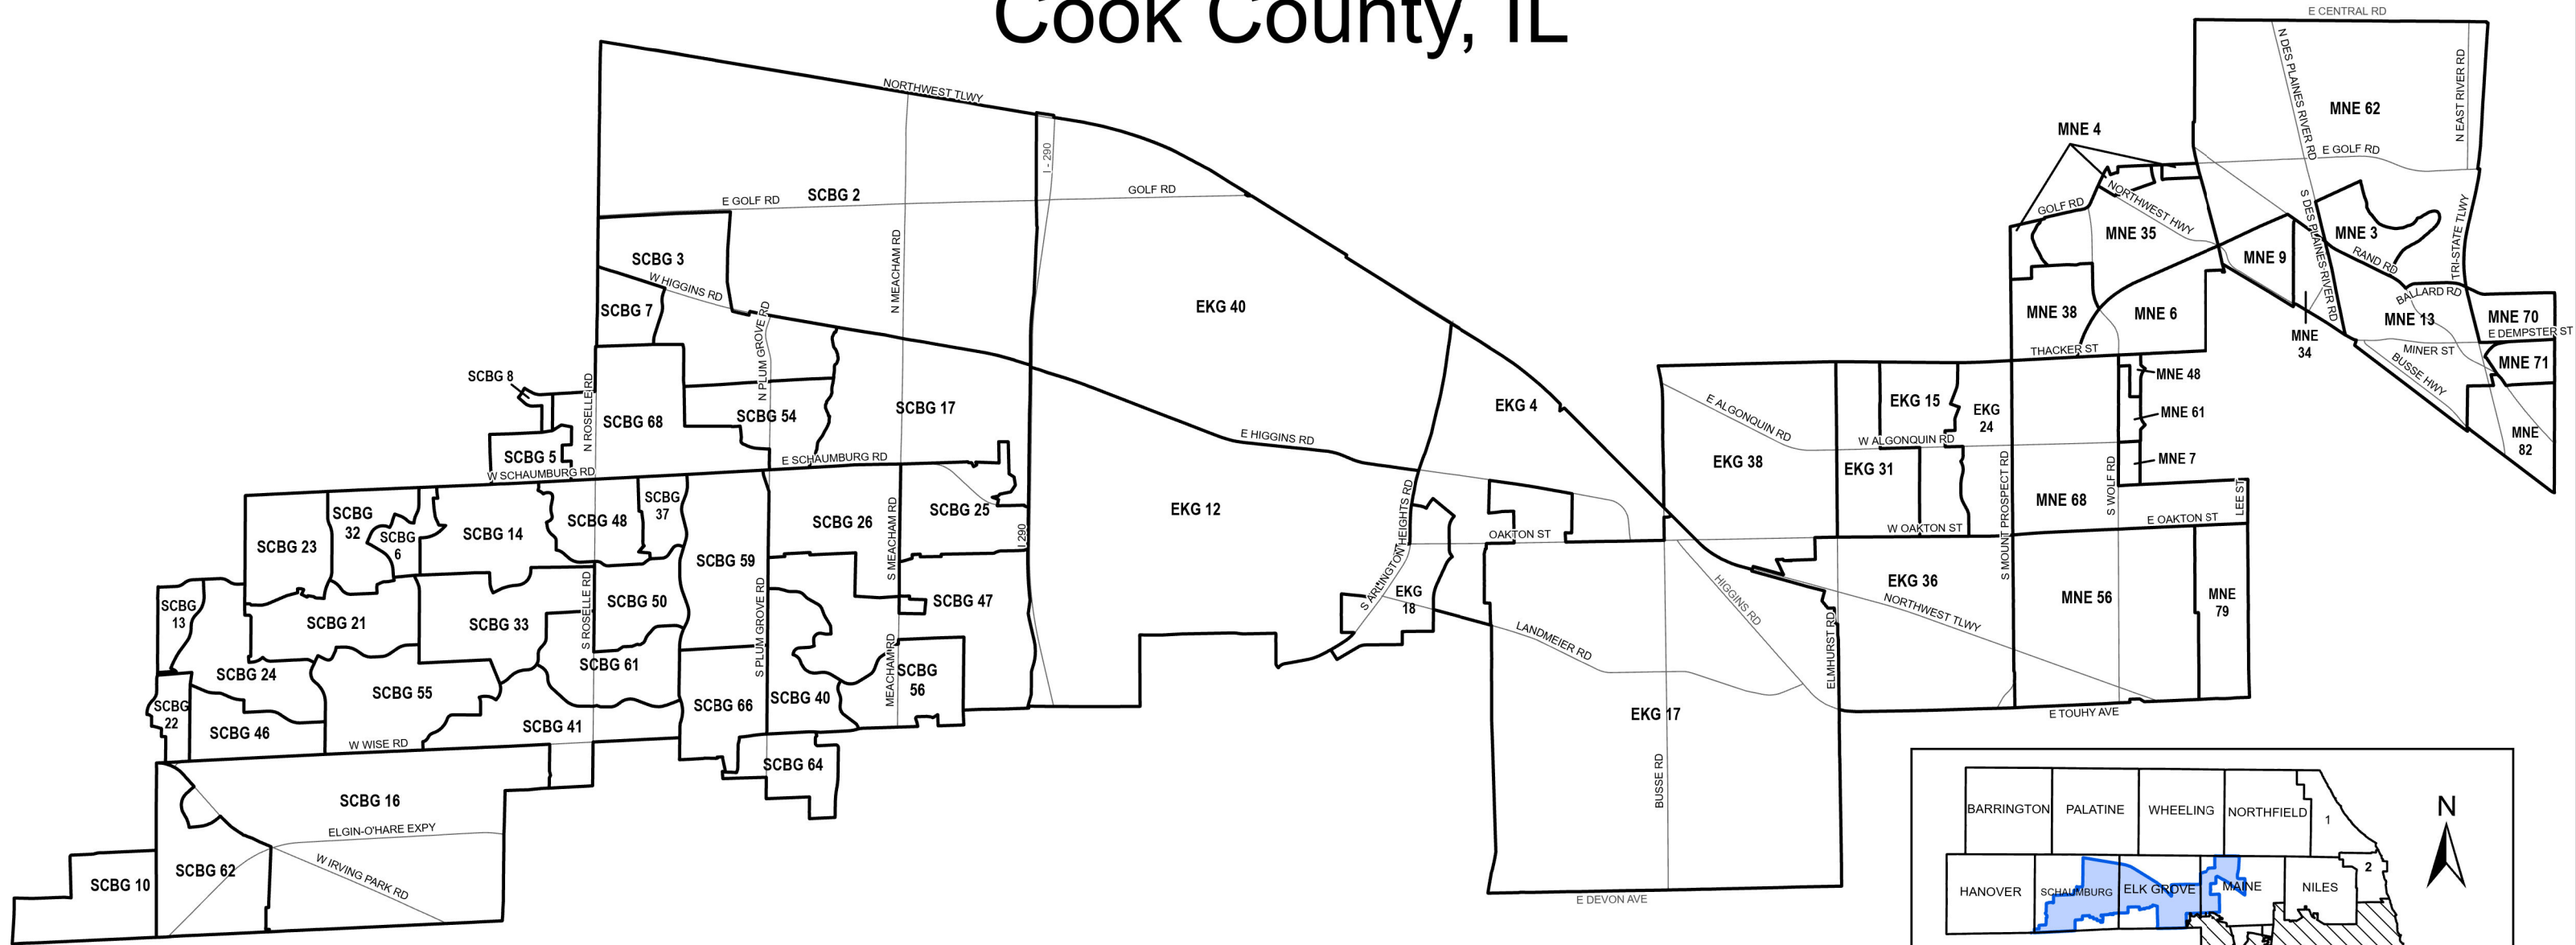 Cook County, IL
E CENTRAL RD
N DES PLAINES RIVER RD
N EAST RIVER RD
MNE 62
NORTHWEST TLWY
MNE 4
E GOLF RD
I - 290
E GOLF RD
SCBG 2
GOLF RD
NORTHWEST HWY
GOLF RD
S DES PLAINES RIVER RD
TRI-STATE TLWY
MNE 35
MNE 3
SCBG 3
N MEACHAM RD
MNE 9
RAND RD
W HIGGINS RD
EKG 40
SCBG 7
N PLUM GROVE RD
BALLARD RD
MNE 38
MNE 6
MNE 13
MNE 70
E DEMPSTER ST
MNE
34
THACKER ST
MINER ST
MNE 71
BUSSE HWY
SCBG 8
N ROSELLE RD
MNE 48
SCBG 68
SCBG 54
SCBG 17
EKG 4
E ALGONQUIN RD
EKG 15
EKG
24
MNE 61
MNE
82
E HIGGINS RD
W ALGONQUIN RD
SCBG 5
E SCHAUMBURG RD
W SCHAUMBURG RD
EKG 38
EKG 31
MNE 7
S MOUNT PROSPECT RD
S WOLF RD
LEE ST
SCBG
37
SCBG
32
SCBG 48
SCBG 26
S MEACHAM RD
SCBG 25
EKG 12
S ARLINGTON HEIGHTS RD
MNE 68
SCBG 14
SCBG
6
SCBG 23
I 290
OAKTON ST
W OAKTON ST
E OAKTON ST
SCBG 59
SCBG
13
SCBG 21
SCBG 33
S ROSELLE RD
SCBG 50
S PLUM GROVE RD
SCBG 47
EKG
18
HIGGINS RD
EKG 36
NORTHWEST TLWY
MNE 56
MNE
79
LANDMEIER RD
ELMHURST RD
SCBG 24
SCBG 61
SCBG 55
MEACHAM RD
SCBG
56
SCBG
22
SCBG 66
SCBG 40
SCBG 46
SCBG 41
W WISE RD
EKG 17
E TOUHY AVE
SCBG 64
BUSSE RD
SCBG 16
ELGIN-O'HARE EXPY
SCBG 62
SCBG 10
W IRVING PARK RD
E DEVON AVE
BARRINGTON
PALATINE
WHEELING
NORTHFIELD
1
N
HANOVER
SCHAUMBURG
ELK GROVE
MAINE
NILES
2